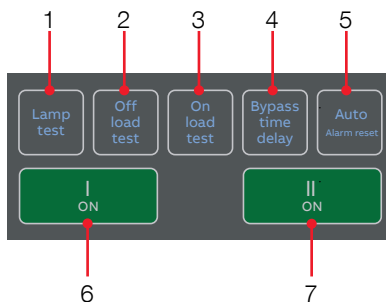 1 2 3 4 5
Lamp test
Off load test
On load test
Bypass time delay
Auto
Alarm reset
I
ON
II
ON
6 7